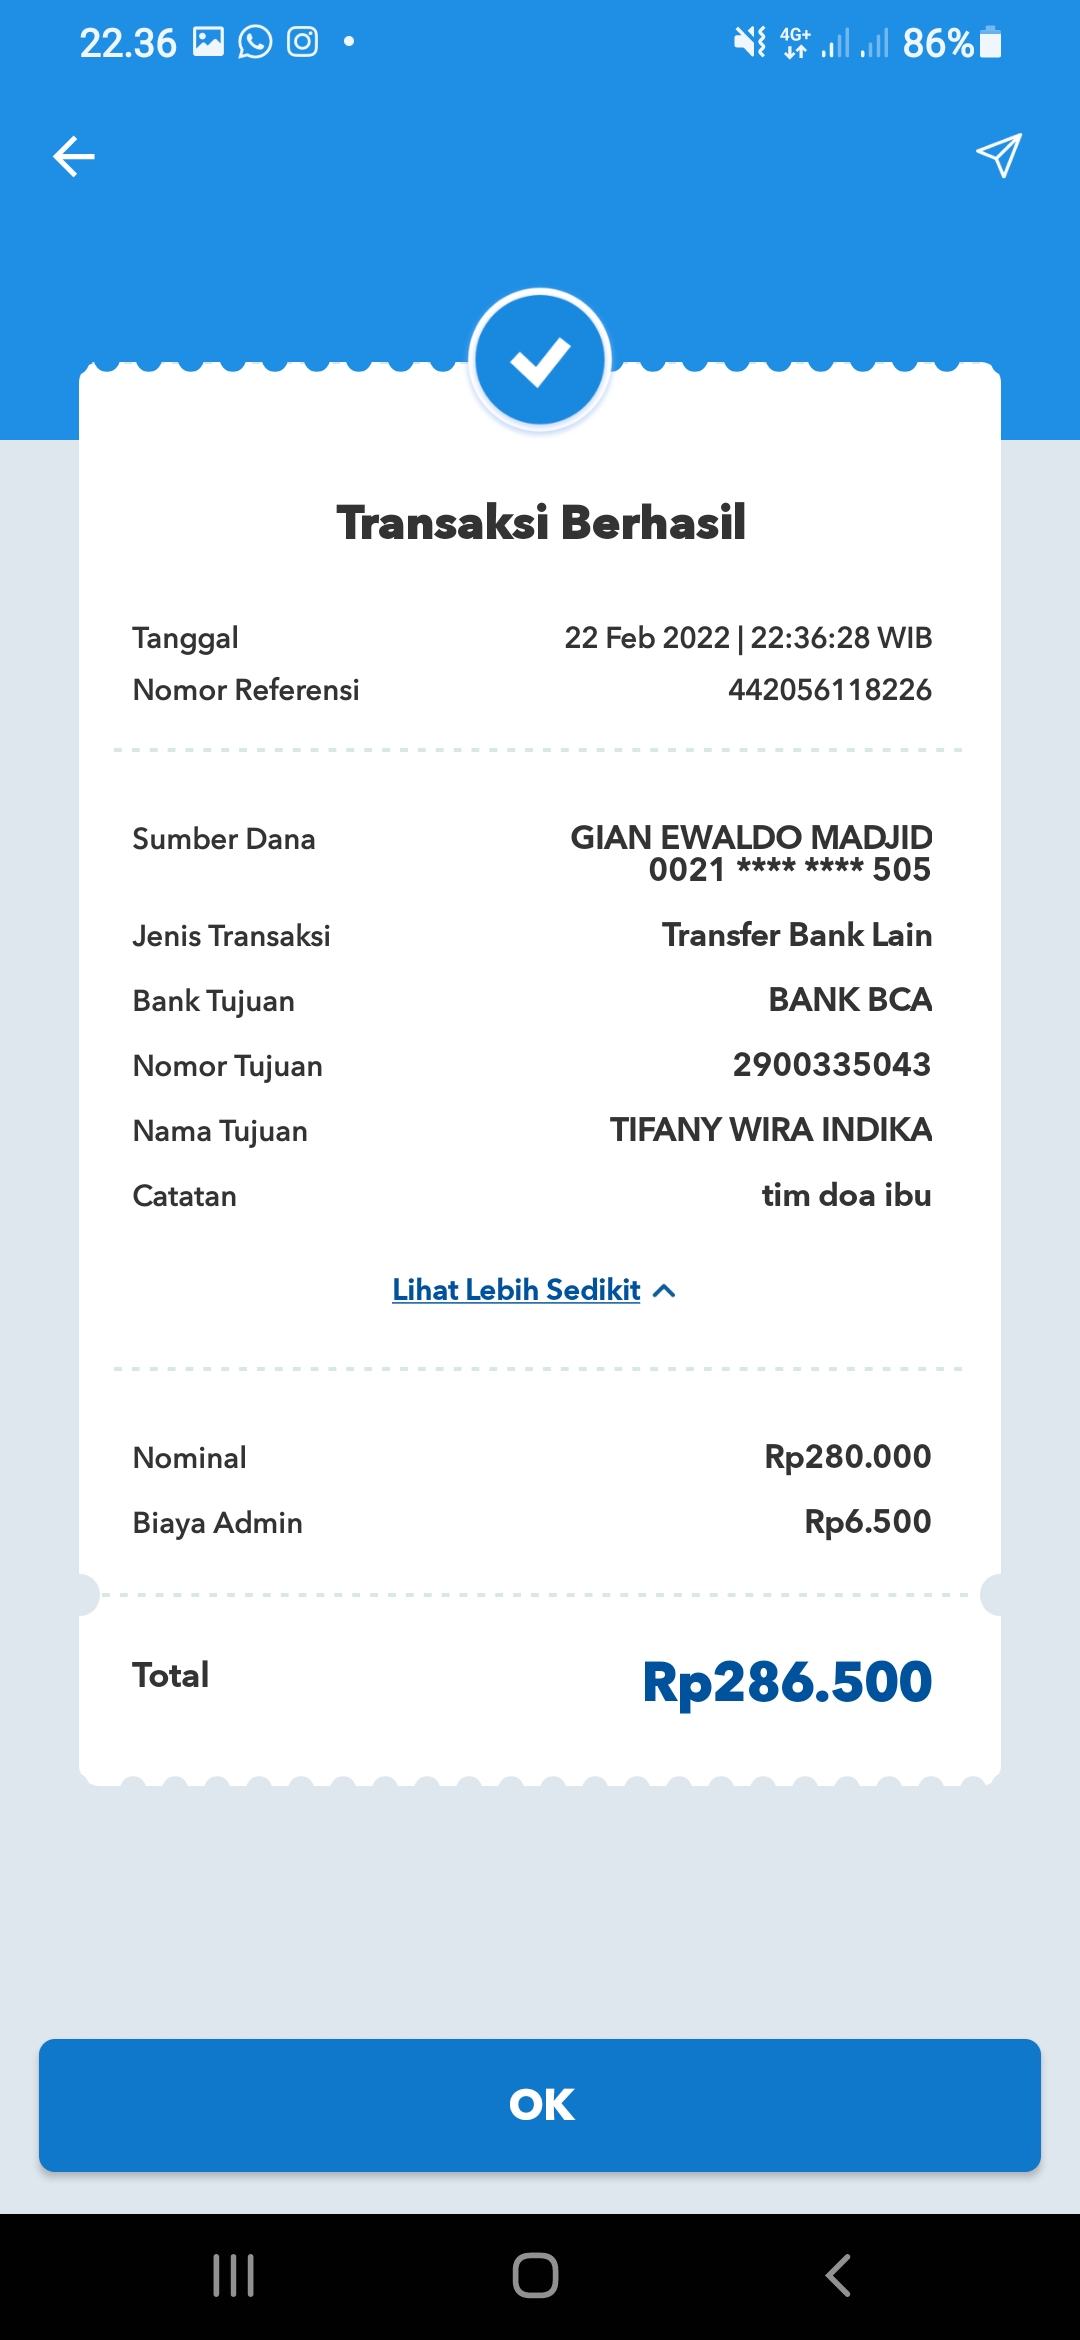 22.36
4G+
86%
Transaksi Berhasil
Tanggal 22 Feb 2022 | 22:36:28 WIB
Nomor Referensi 442056118226
Sumber Dana GIAN EWALDO MADJID
0021 **** **** 505
Jenis Transaksi Transfer Bank Lain
Bank Tujuan BANK BCA
Nomor Tujuan 2900335043
Nama Tujuan TIFANY WIRA INDIKA
Catatan tim doa ibu
Lihat Lebih Sedikit
Nominal Rp280.000
Biaya Admin Rp6.500
Total Rp286.500
OK